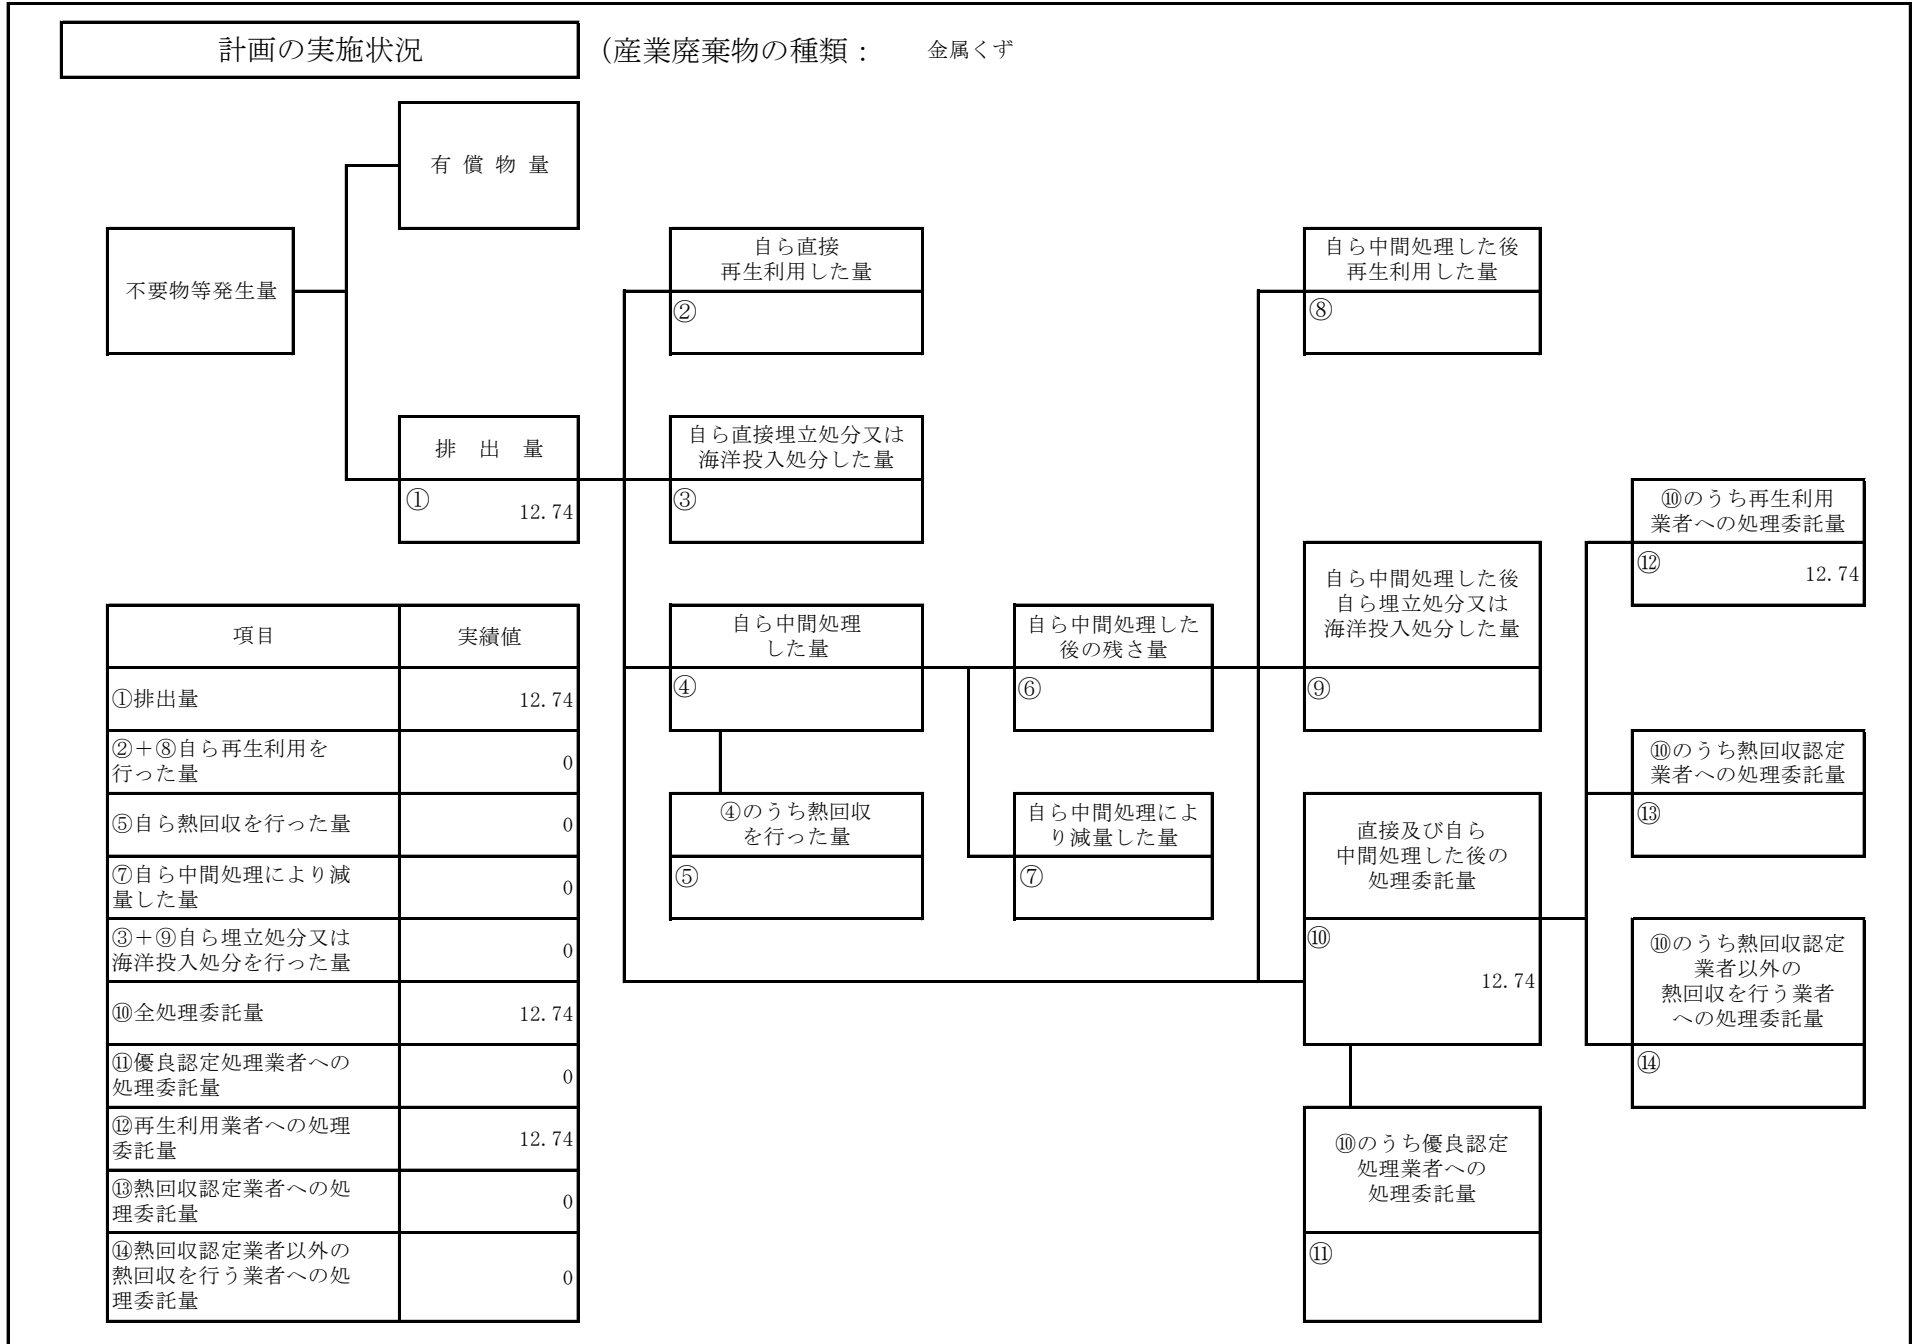 計画の実施状況
（産業廃棄物の種類： 金属くず
有 償 物 量
不要物等発生量
自ら直接
再生利用した量
②
自ら中間処理した後
再生利用した量
⑧
排 出 量
① 12.74
自ら直接埋立処分又は
海洋投入処分した量
③
⑩のうち再生利用
業者への処理委託量
⑫ 12.74
自ら中間処理した後
自ら埋立処分又は
海洋投入処分した量
⑨
自ら中間処理
した量
④
自ら中間処理した
後の残さ量
⑥
⑩のうち熱回収認定
業者への処理委託量
⑬
④のうち熱回収
を行った量
⑤
自ら中間処理によ
り減量した量
⑦
直接及び自ら
中間処理した後の
処理委託量
⑩
12.74
⑩のうち熱回収認定
業者以外の
熱回収を行う業者
への処理委託量
⑭
⑩のうち優良認定
処理業者への
処理委託量
⑪
項目 実績値
①排出量 12.74
②＋⑧自ら再生利用を
行った量 0
⑤自ら熱回収を行った量 0
⑦自ら中間処理により減
量した量 0
③＋⑨自ら埋立処分又は
海洋投入処分を行った量 0
⑩全処理委託量 12.74
⑪優良認定処理業者への
処理委託量 0
⑫再生利用業者への処理
委託量 12.74
⑬熱回収認定業者への処
理委託量 0
⑭熱回収認定業者以外の
熱回収を行う業者への処
理委託量 0